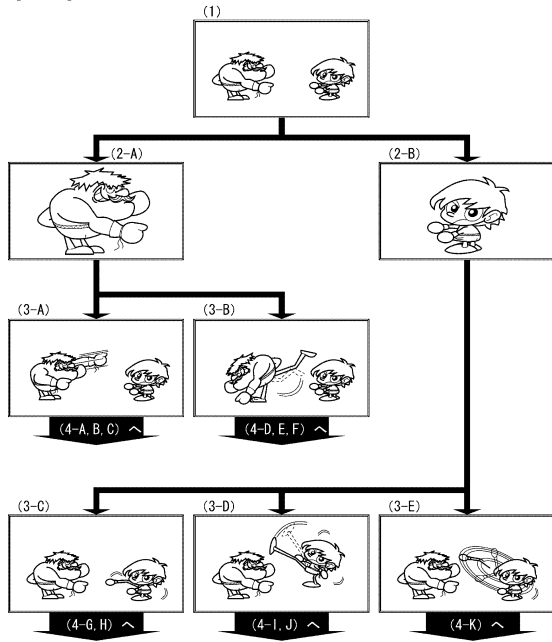 (1)
(2-A)
(2-B)
(3-A)
(3-B)
(4-A, B, C) へ
(4-D, E, F) へ
(3-C)
(3-D)
(3-E)
(4-G, H) へ
(4-I, J) へ
(4-K) へ